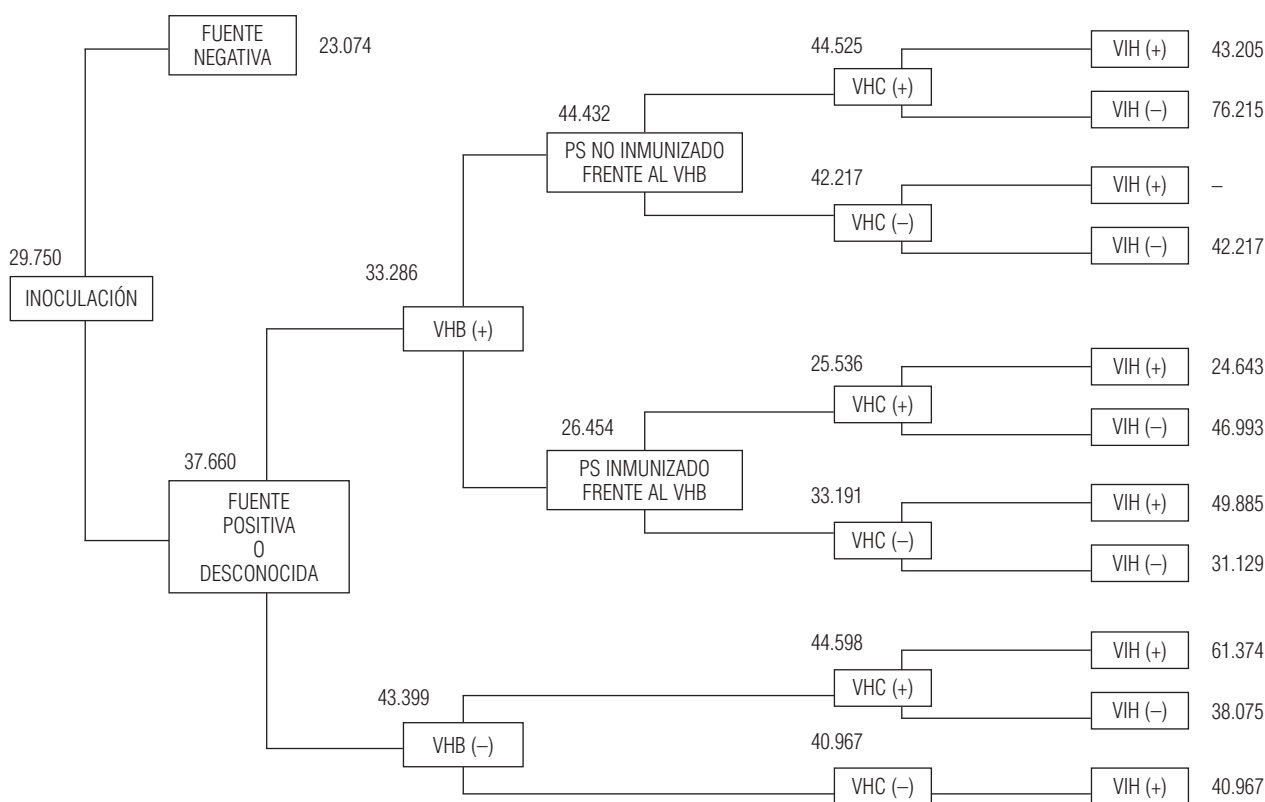 FUENTE
NEGATIVA
23.074
44.525
VHC (+)
VIH (+)
43.205
VIH (–)
76.215
44.432
PS NO INMUNIZADO
FRENTE AL VHB
42.217
VHC (–)
VIH (+)
–
VIH (–)
42.217
29.750
INOCULACIÓN
33.286
VHB (+)
25.536
VHC (+)
VIH (+)
24.643
VIH (–)
46.993
26.454
PS INMUNIZADO
FRENTE AL VHB
33.191
VHC (–)
VIH (+)
49.885
VIH (–)
31.129
37.660
FUENTE
POSITIVA
O
DESCONOCIDA
44.598
VHC (+)
VIH (+)
61.374
VIH (–)
38.075
43.399
VHB (–)
40.967
VHC (–)
VIH (+)
40.967